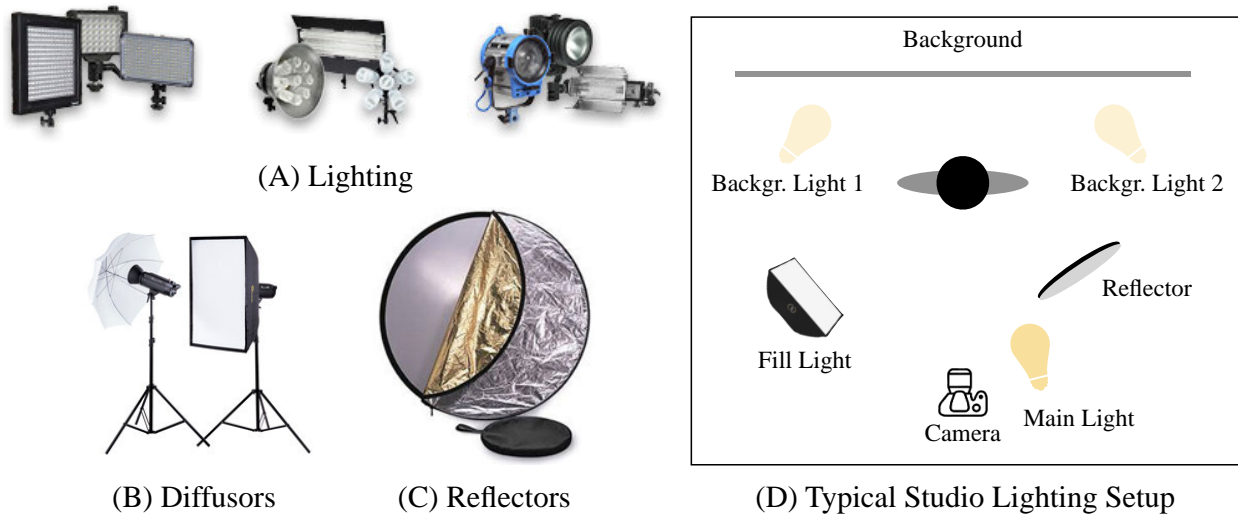 (A) Lighting
(B) Diffusors
(C) Reflectors
Background
Backgr. Light 1
Backgr. Light 2
Reflector
Fill Light
Main Light
Camera
(D) Typical Studio Lighting Setup